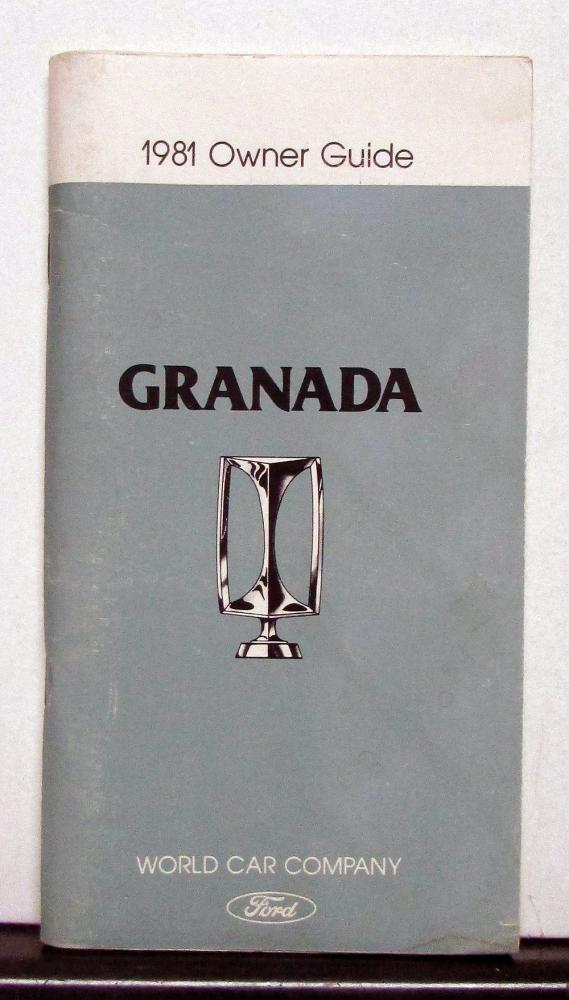 1981 Owner Guide
GRANADA
WORLD CAR COMPANY
Ford